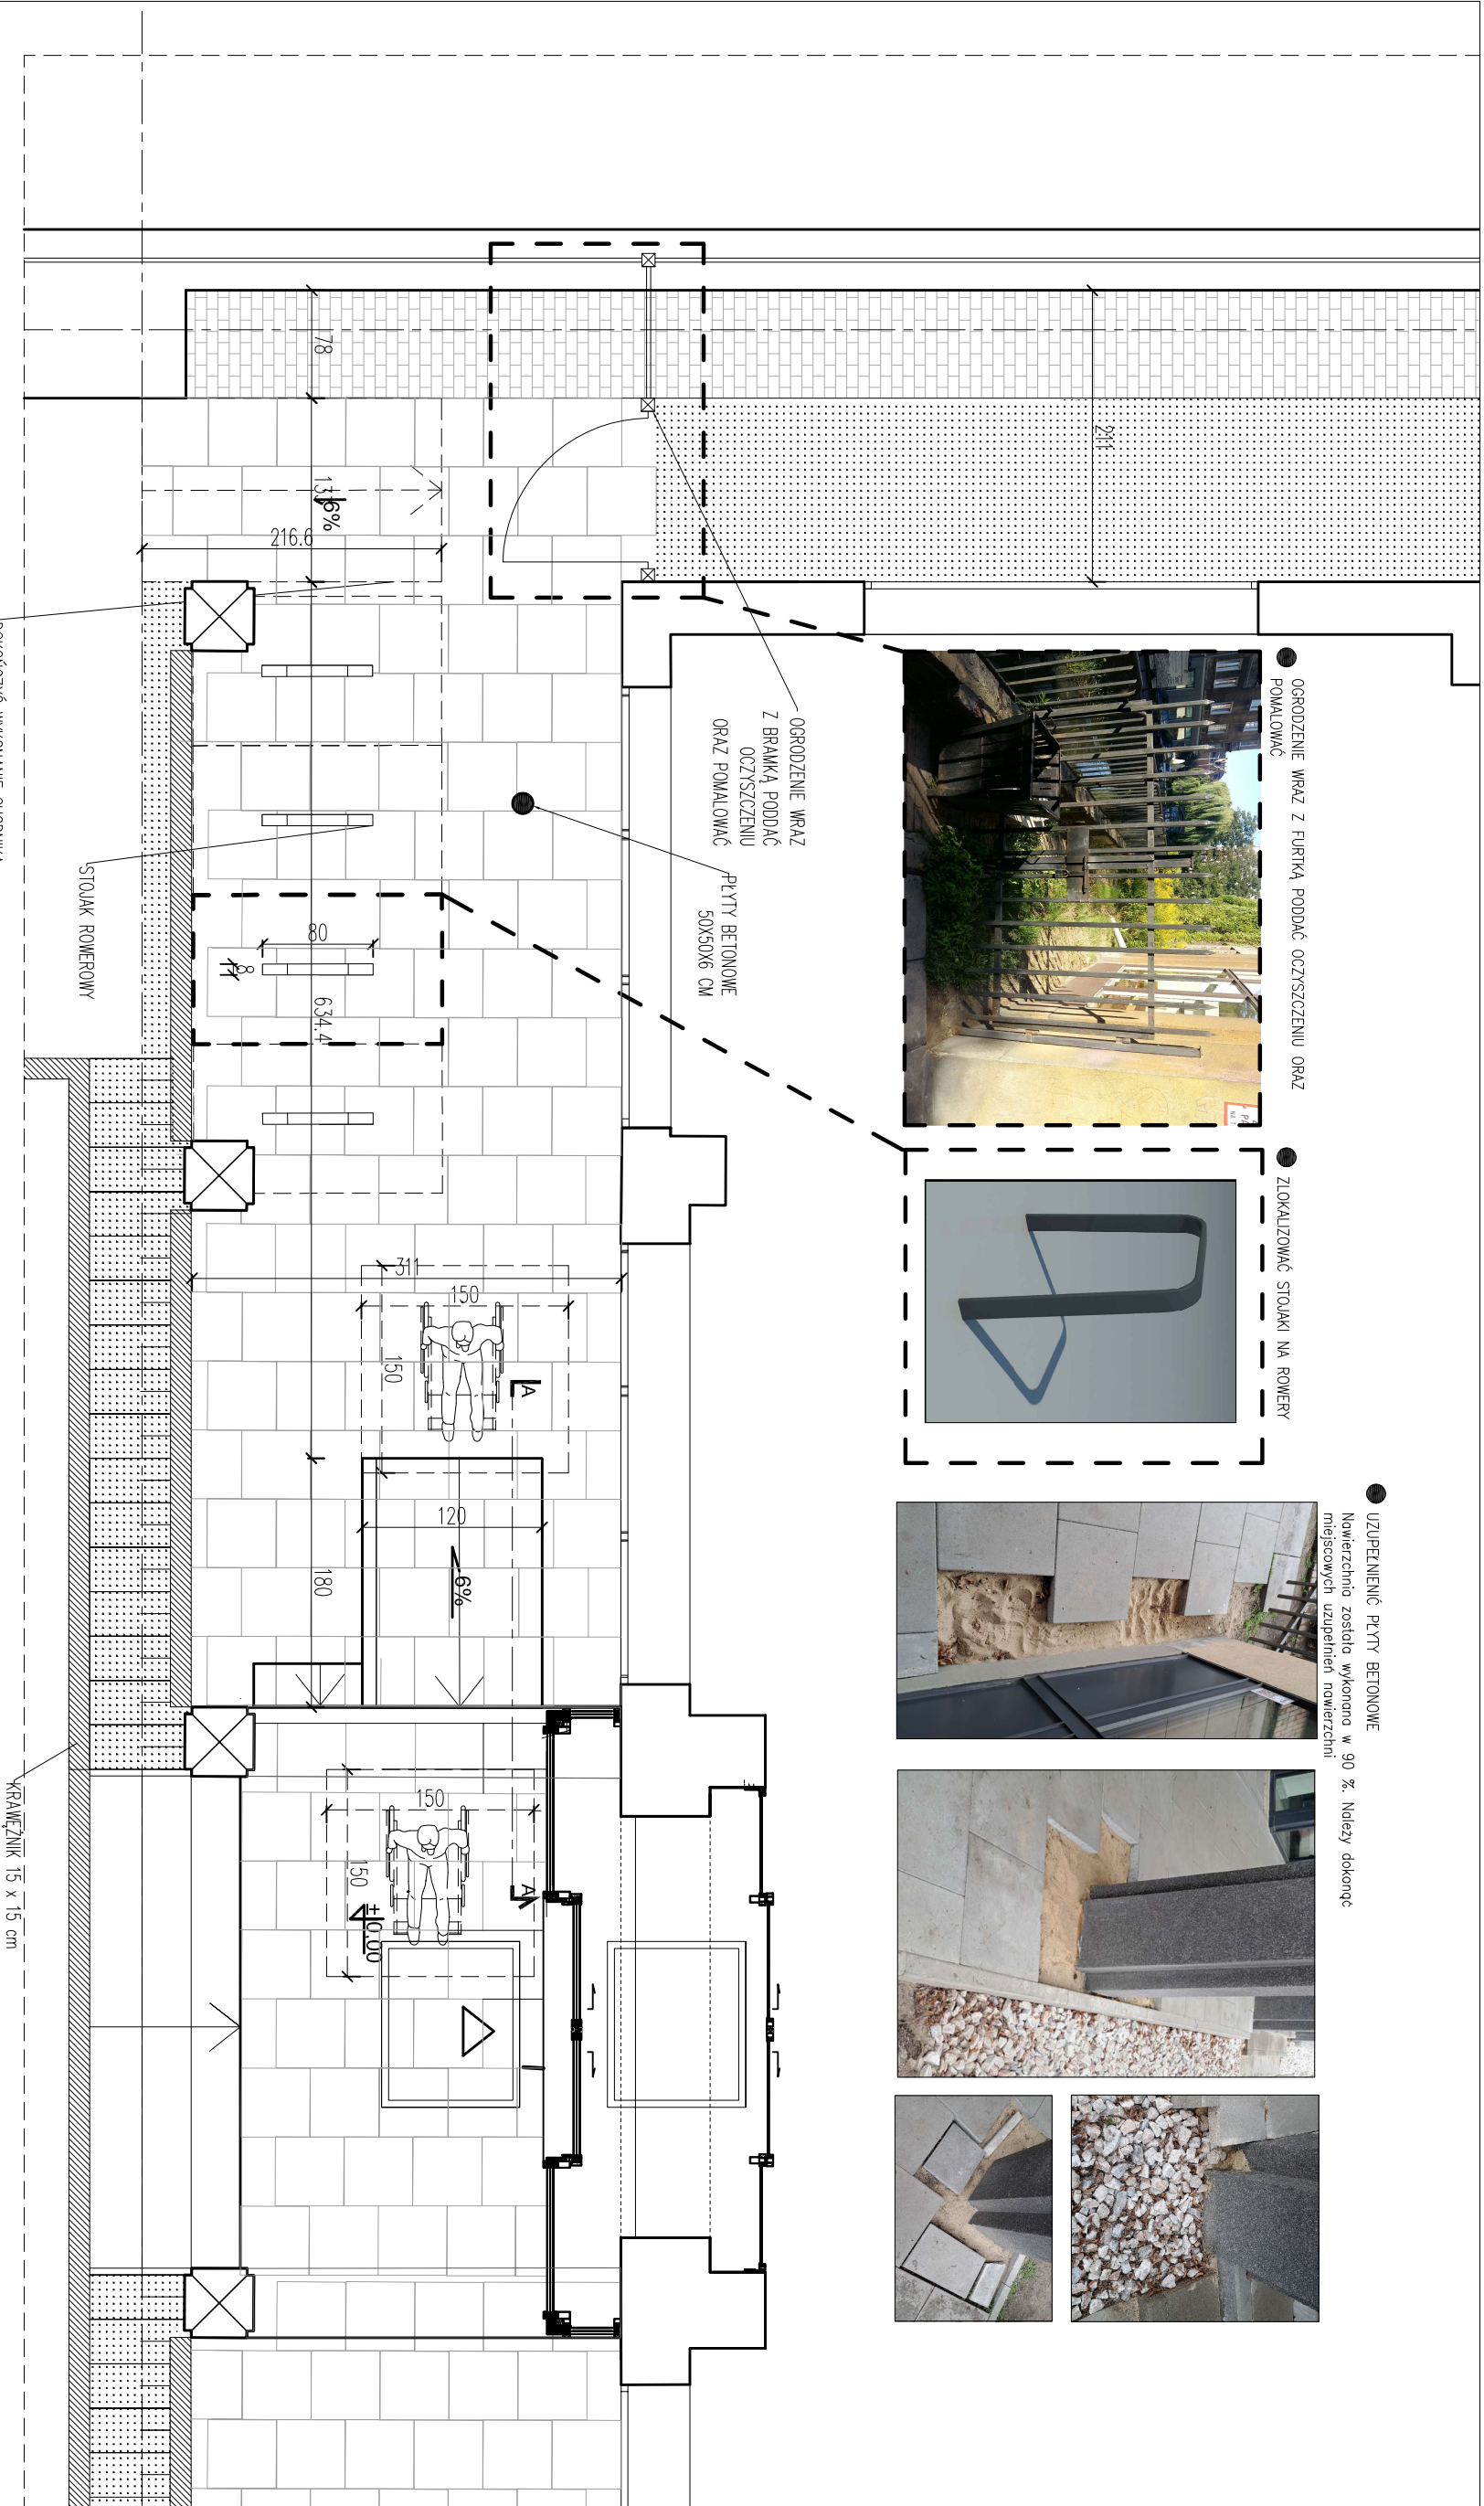 OGRODZENIE WRAZ Z FURTKĄ PODDAĆ OCZYSZCZENIU ORAZ
POMALOWAĆ
ZLOKALIZOWAĆ STOJAKI NA ROWERY
UZUPEŁNIENIĆ PŁYTY BETONOWE
Nawierzchnia została wykonana w 90 %. Należy dokonąć
miejscowych uzupełnień nawierzchni
OGRODZENIE WRAZ
Z BRAMKĄ PODDAĆ
OCZYSZCZENIU
ORAZ POMALOWAĆ
PŁYTY BETONOWE
50X50X6 CM
211
78
6%
216.6
80
8
634.4
311
150
150
A
120
6%
180
150
150
A
±0,00
STOJAK ROWEROWY
KRAWĘŻNIK 15 x 15 cm